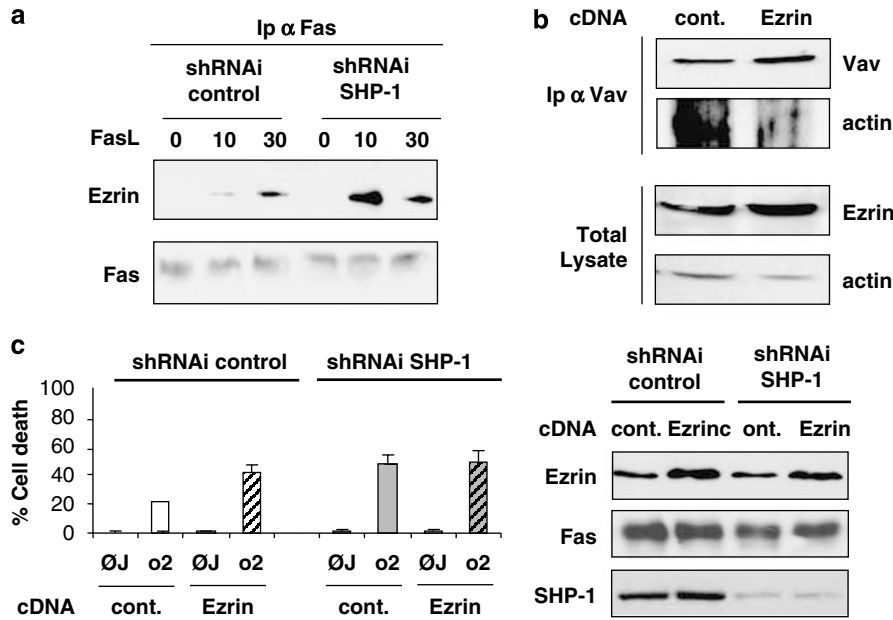 a
Ip α Fas
shRNAi control
shRNAi SHP-1
FasL 0 10 30 0 10 30
Ezrin
Fas
b
cDNA cont. Ezrin
Ip α Vav
Vav
actin
Total Lysate
Ezrin
actin
c
shRNAi control shRNAi SHP-1
% Cell death
100
80
60
40
20
0
ØJ o2 ØJ o2 ØJ o2 ØJ o2
cDNA cont. Ezrin cont. Ezrin
shRNAi control
shRNAi SHP-1
cDNA cont. Ezrinc ont. Ezrin
Ezrin
Fas
SHP-1